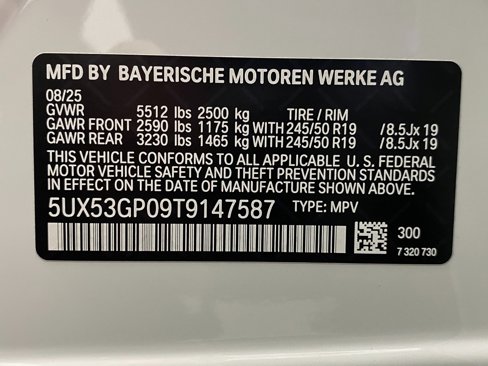 MFD BY BAYERISCHE MOTOREN WERKE AG
08/25
GVWR 5512 lbs 2500 kg TIRE / RIM
GAWR FRONT 2590 lbs 1175 kg WITH 245/50 R19 /8.5Jx 19
GAWR REAR 3230 lbs 1465 kg WITH 245/50 R19 /8.5Jx 19
THIS VEHICLE CONFORMS TO ALL APPLICABLE U. S. FEDERAL
MOTOR VEHICLE SAFETY AND THEFT PREVENTION STANDARDS
IN EFFECT ON THE DATE OF MANUFACTURE SHOWN ABOVE.
5UX53GP09T9147587 TYPE: MPV
300
7 320 730